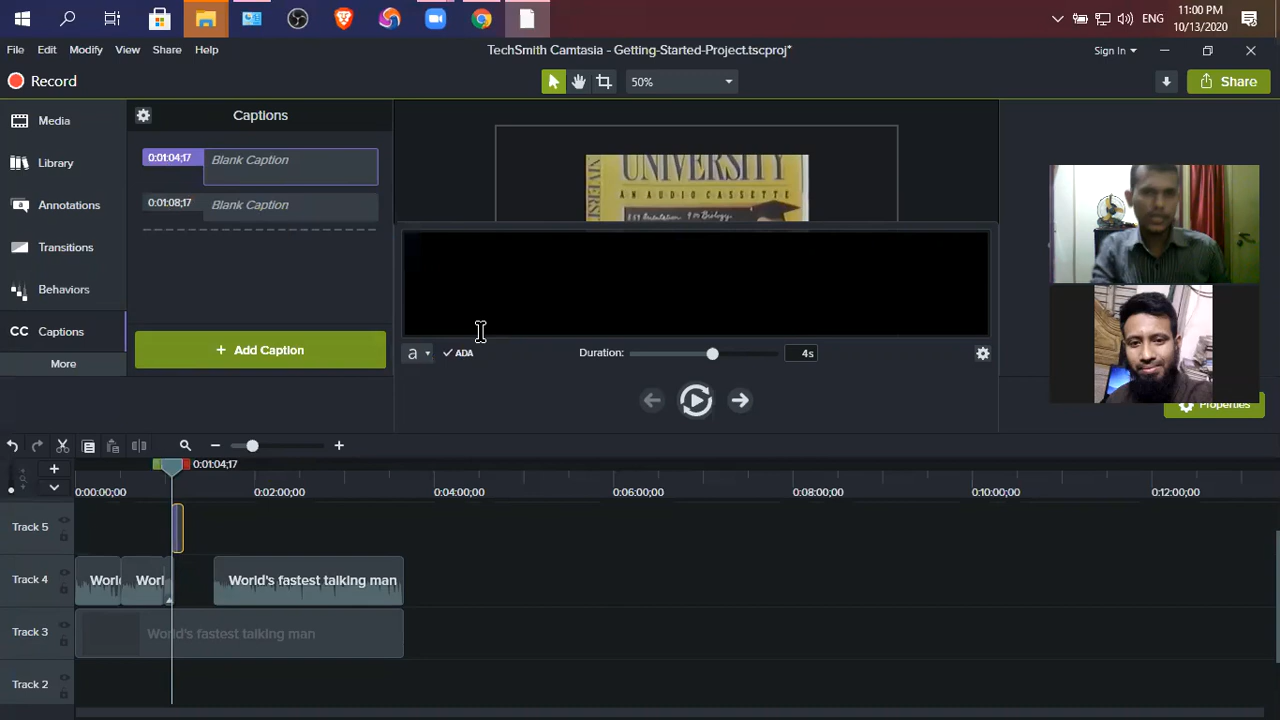 ENG
11:00 PM
10/13/2020
File Edit Modify View Share Help
TechSmith Camtasia - Getting-Started-Project.tscproj*
Sign In
Record
50%
Share
Media
Library
Annotations
Transitions
Behaviors
CC Captions
More
Captions
0:01:04;17 Blank Caption
0:01:08;17 Blank Caption
+ Add Caption
UNIVERSITY
AN AUDIO CASSETTE
a ADA
Duration: 4s
Properties
0:01:04;17
0:00:00;00 0:02:00;00 0:04:00;00 0:06:00;00 0:08:00;00 0:10:00;00 0:12:00;00
Track 5
Track 4 World Worl World's fastest talking man
Track 3 World's fastest talking man
Track 2